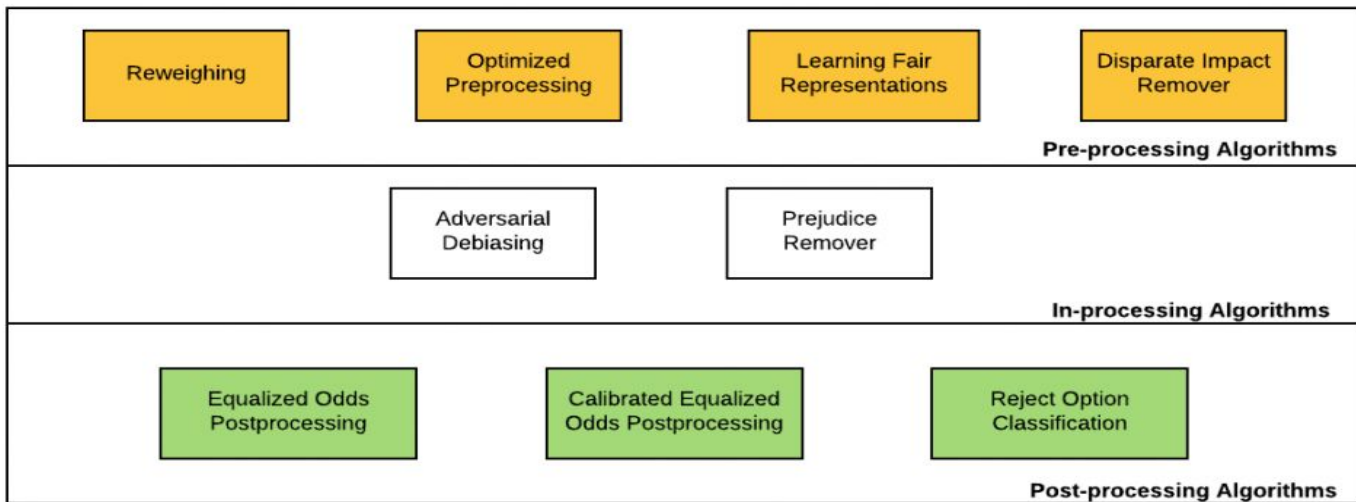 Reweighing
Optimized
Preprocessing
Learning Fair
Representations
Disparate Impact
Remover
Pre-processing Algorithms
Adversarial
Debiasing
Prejudice
Remover
In-processing Algorithms
Equalized Odds
Postprocessing
Calibrated Equalized
Odds Postprocessing
Reject Option
Classification
Post-processing Algorithms